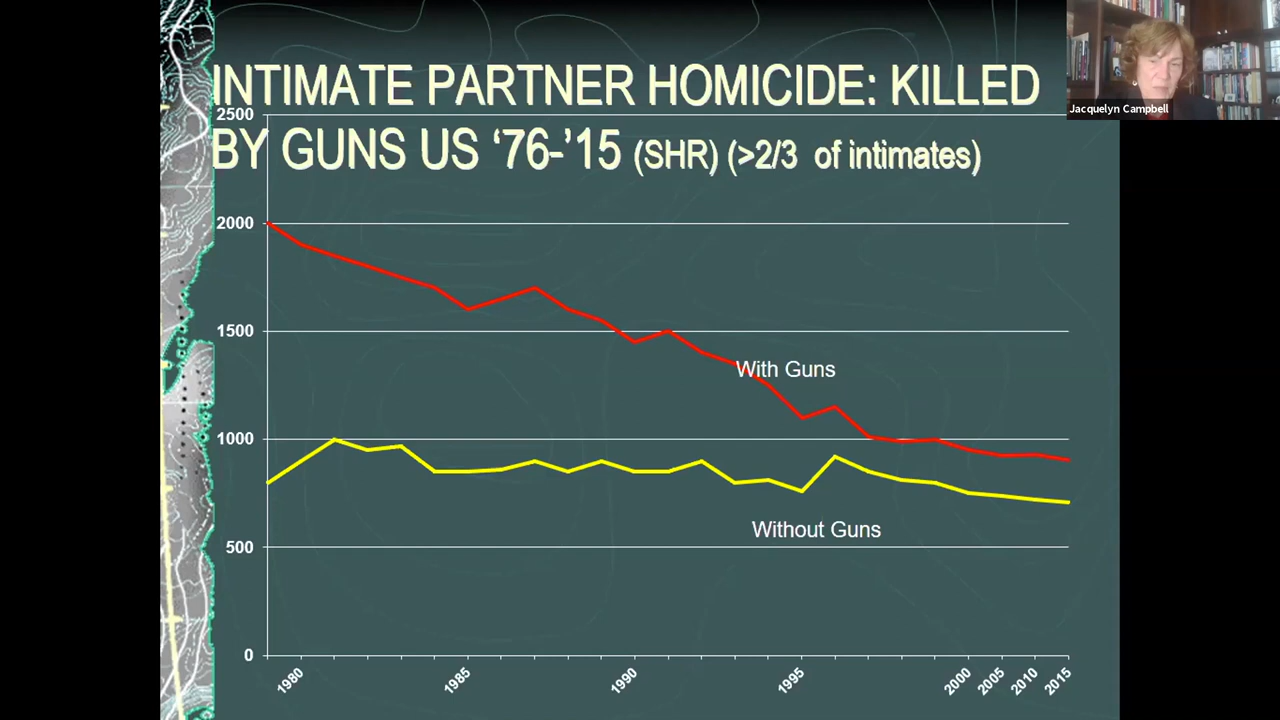 INTIMATE PARTNER HOMICIDE: KILLED
BY GUNS US ‘76-’15 (SHR) (>2/3 of intimates)
Jacquelyn Campbell
2500
2000
1500
1000
500
0
With Guns
Without Guns
1980
1985
1990
1995
2000
2005
2010
2015